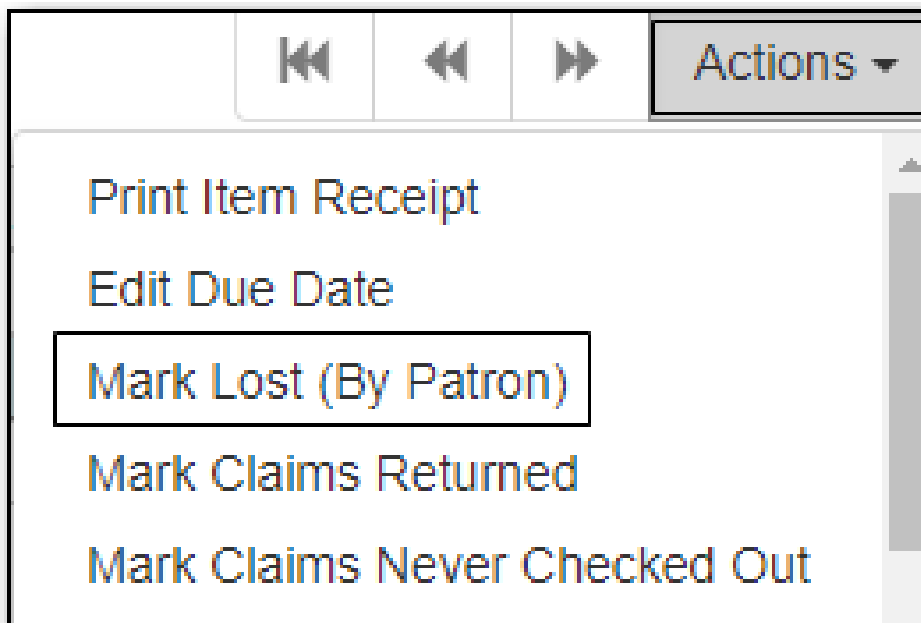 Actions
Print Item Receipt
Edit Due Date
Mark Lost (By Patron)
Mark Claims Returned
Mark Claims Never Checked Out